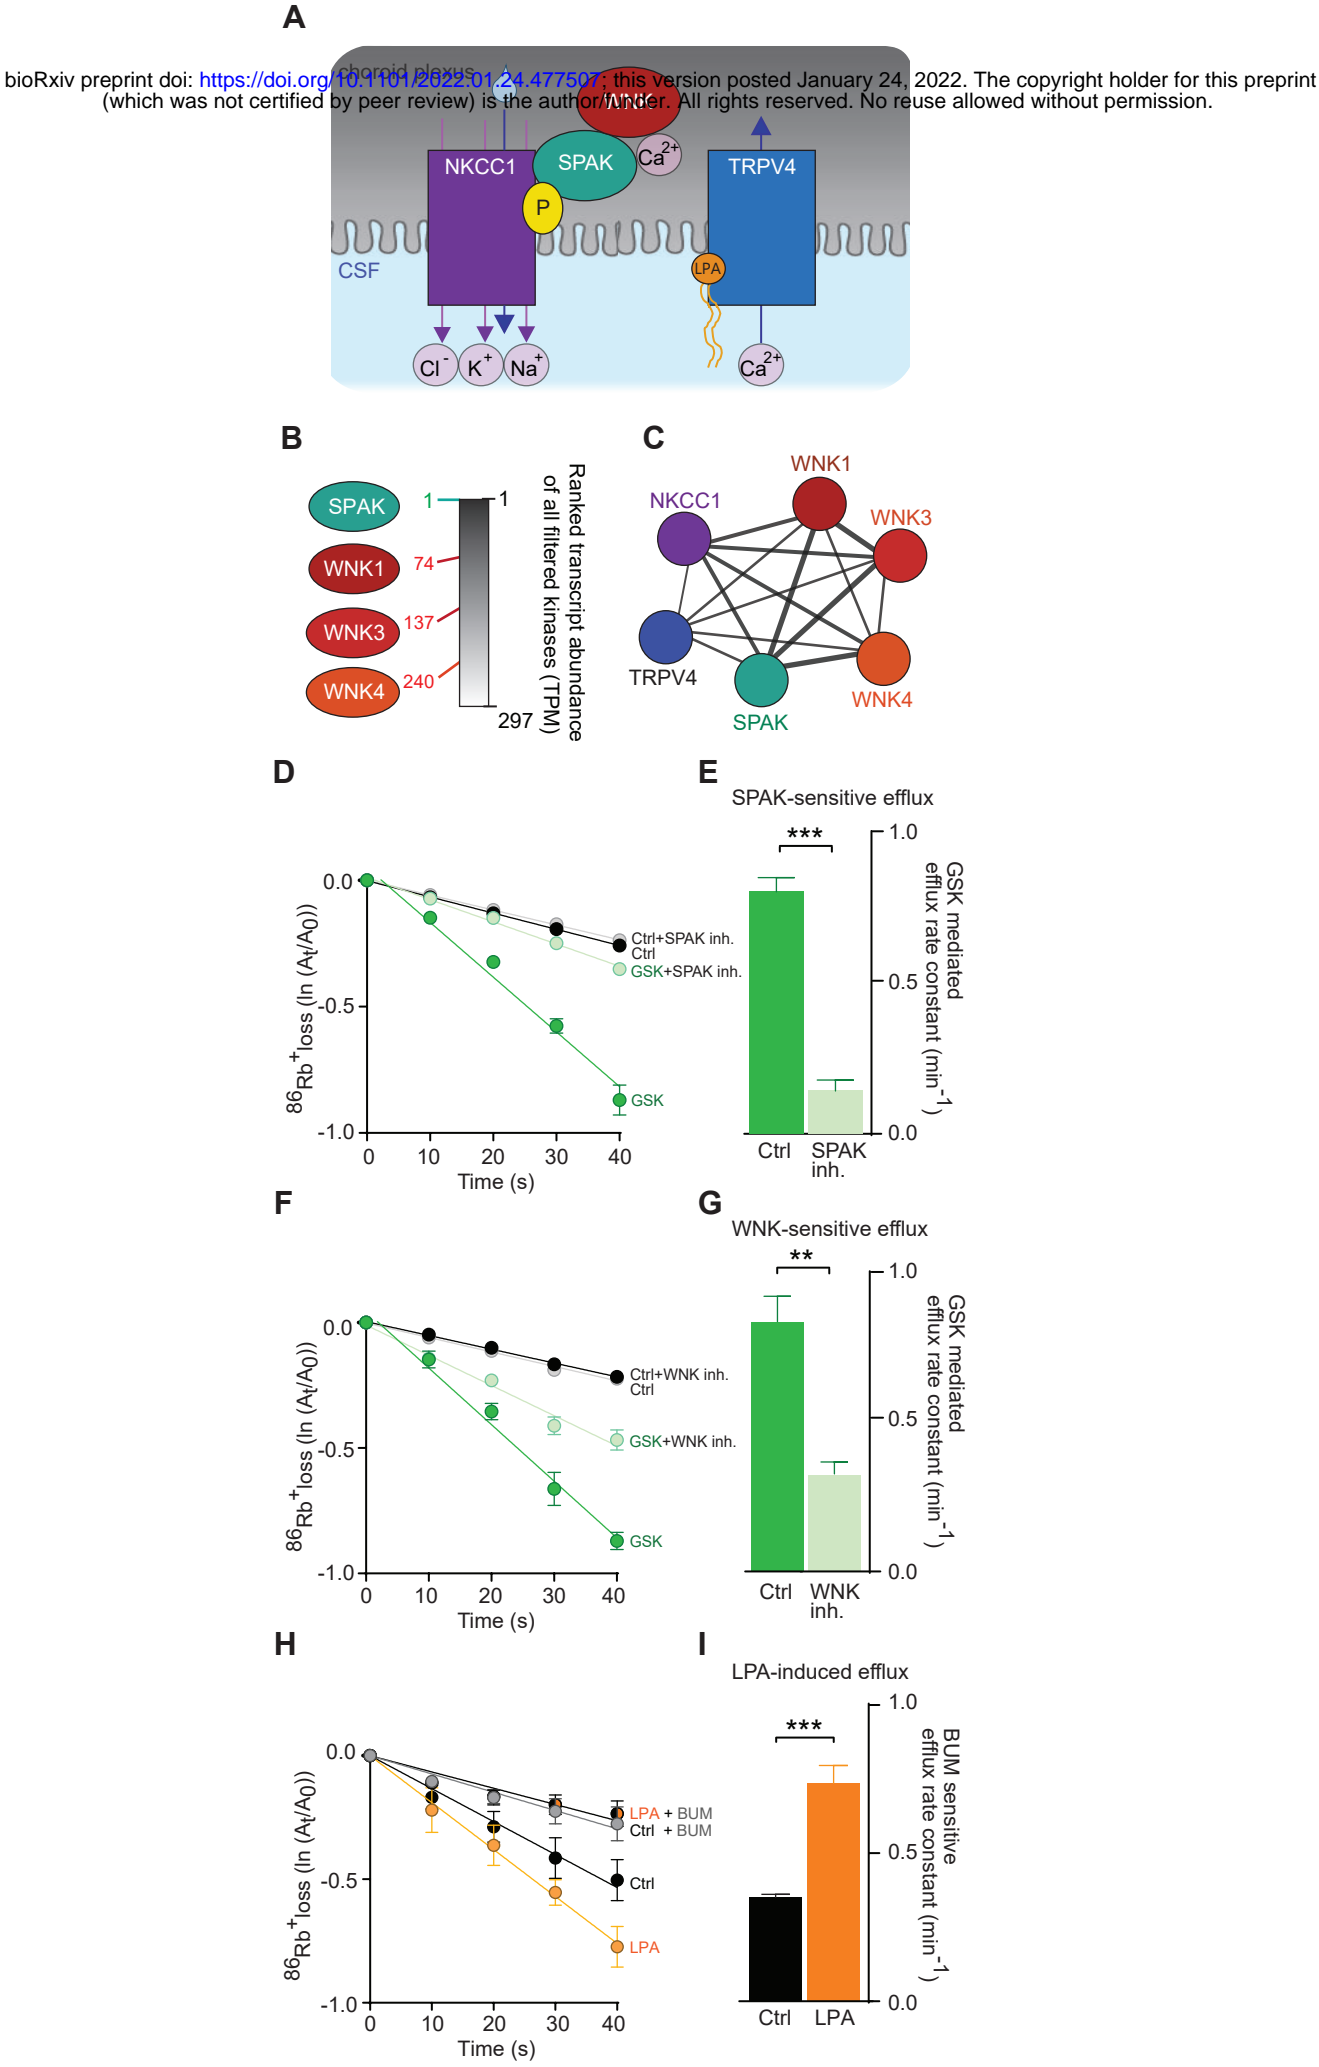 A
choroid plexus
bioRxiv preprint doi: https://doi.org/10.1101/2022.01.24.477507; this version posted January 24, 2022. The copyright holder for this preprint
(which was not certified by peer review) is the author/funder. All rights reserved. No reuse allowed without permission.
WNK
NKCC1
SPAK
Ca2+
TRPV4
P
CSF
LPA
Cl-
K+
Na+
Ca2+
B
SPAK
WNK1
WNK3
WNK4
1
74
137
240
1
297
Ranked transcript abundance
of all filtered kinases (TPM)
C
WNK1
NKCC1
WNK3
TRPV4
SPAK
WNK4
D
86Rb+loss (ln (At/A0))
0.0
-0.5
-1.0
0 10 20 30 40
Time (s)
Ctrl+SPAK inh.
Ctrl
GSK+SPAK inh.
GSK
E
SPAK-sensitive efflux
***
1.0
0.5
0.0
GSK mediated
efflux rate constant (min-1)
Ctrl
SPAK
inh.
F
86Rb+loss (ln (At/A0))
0.0
-0.5
-1.0
0 10 20 30 40
Time (s)
Ctrl+WNK inh.
Ctrl
GSK+WNK inh.
GSK
G
WNK-sensitive efflux
**
1.0
0.5
0.0
GSK mediated
efflux rate constant (min-1)
Ctrl
WNK
inh.
H
86Rb+loss (ln (At/A0))
0.0
-0.5
-1.0
0 10 20 30 40
Time (s)
LPA + BUM
Ctrl + BUM
Ctrl
LPA
I
LPA-induced efflux
***
1.0
0.5
0.0
BUM sensitive
efflux rate constant (min-1)
Ctrl
LPA